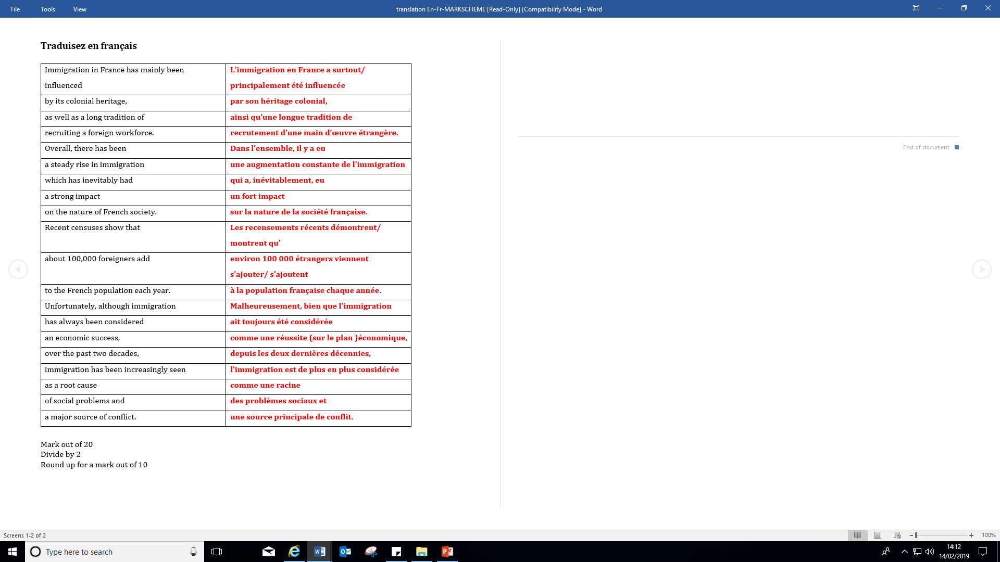 File Tools View
translation En-Fr-MARKSCHEME [Read-Only] [Compatibility Mode] - Word
Traduisez en français
Immigration in France has mainly been
influenced
L’immigration en France a surtout/
principalement été influencée
by its colonial heritage,
par son héritage colonial,
as well as a long tradition of
ainsi qu’une longue tradition de
recruiting a foreign workforce.
recrutement d’une main d’œuvre étrangère.
Overall, there has been
Dans l’ensemble, il y a eu
a steady rise in immigration
une augmentation constante de l’immigration
which has inevitably had
qui a, inévitablement, eu
a strong impact
un fort impact
on the nature of French society.
sur la nature de la société française.
Recent censuses show that
Les recensements récents démontrent/
montrent qu’
about 100,000 foreigners add
environ 100 000 étrangers viennent
s’ajouter/ s’ajoutent
to the French population each year.
à la population française chaque année.
Unfortunately, although immigration
Malheureusement, bien que l’immigration
has always been considered
ait toujours été considérée
an economic success,
comme une réussite (sur le plan )économique,
over the past two decades,
depuis les deux dernières décennies,
immigration has been increasingly seen
l’immigration est de plus en plus considérée
as a root cause
comme une racine
of social problems and
des problèmes sociaux et
a major source of conflict.
une source principale de conflit.
Mark out of 20
Divide by 2
Round up for a mark out of 10
End of document
Screens 1-2 of 2
100%
Type here to search
14:12
14/02/2019